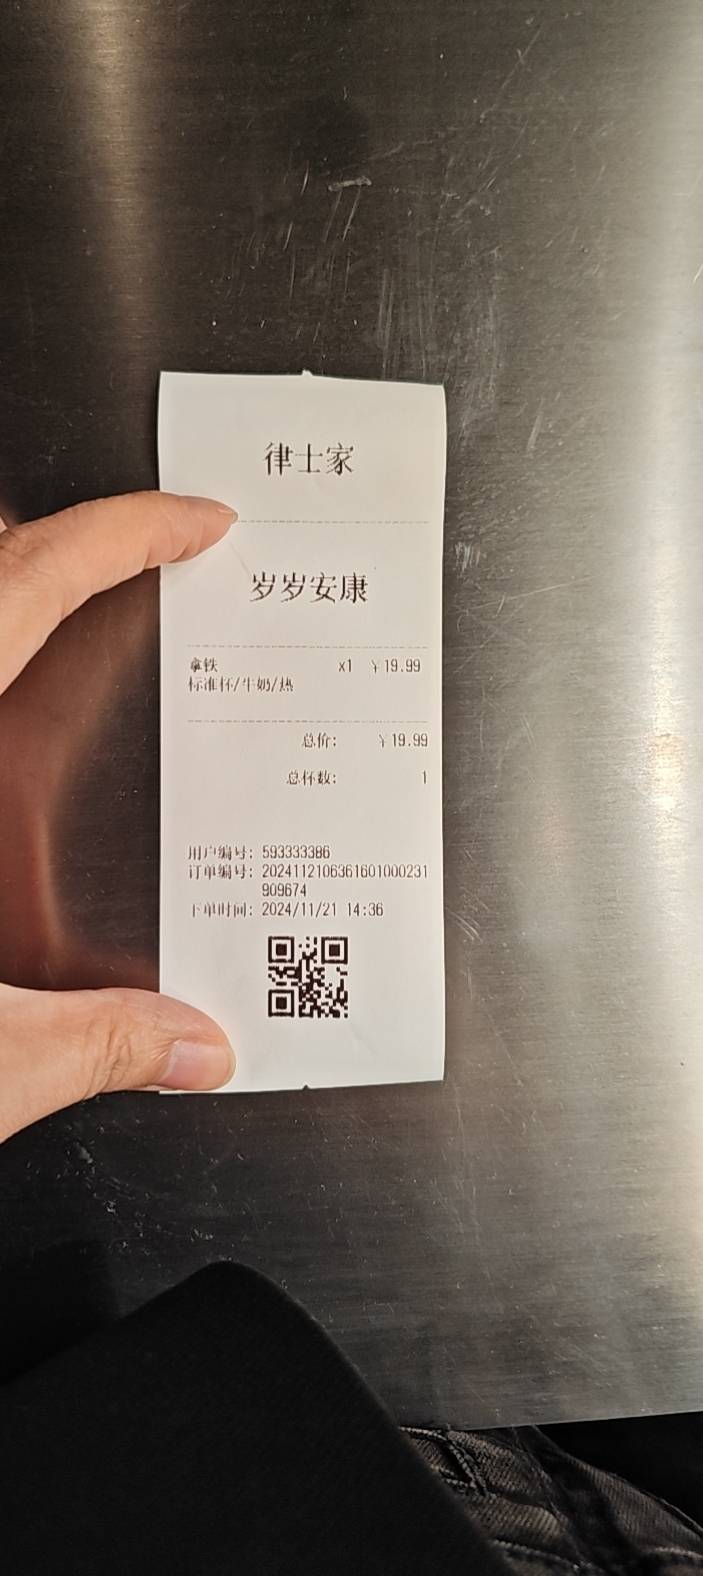 律士家
岁岁安康
拿铁 x1 ￥19.99
标准杯/牛奶/热
总价: ￥19.99
总杯数: 1
用户编号: 593333386
订单编号: 2024112106361601000231
909674
下单时间: 2024/11/21 14:36